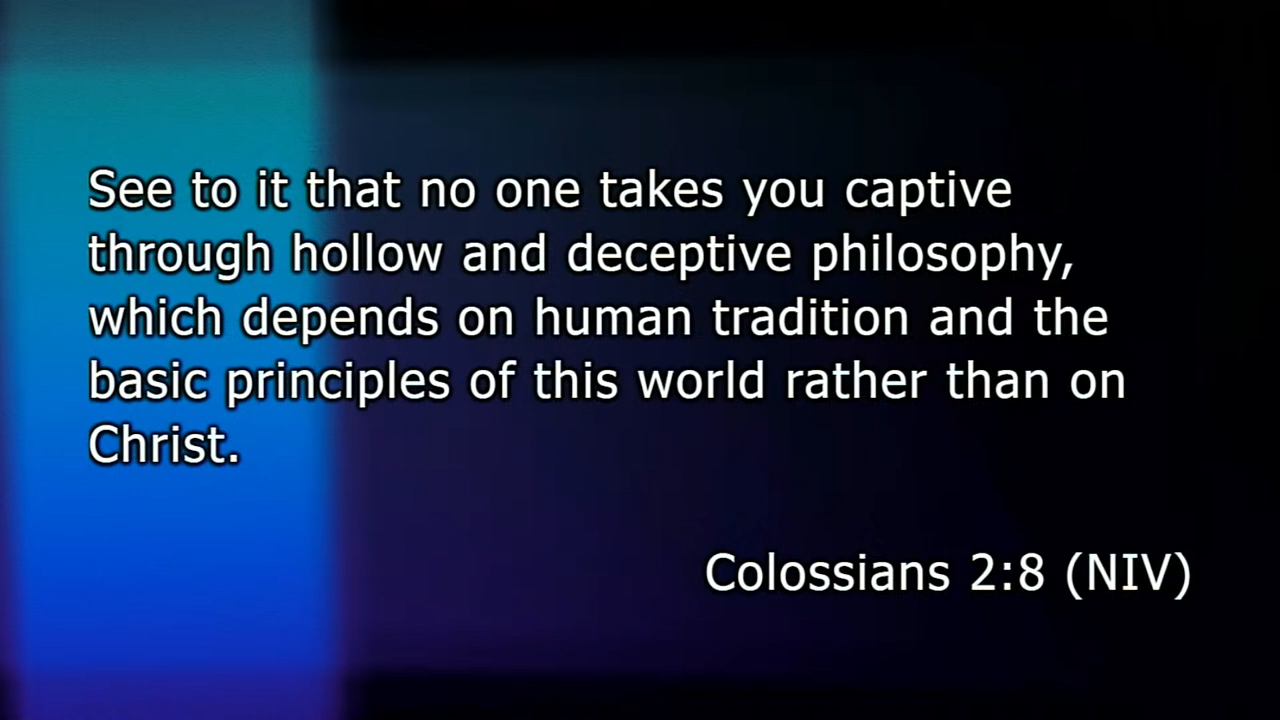 See to it that no one takes you captive
through hollow and deceptive philosophy,
which depends on human tradition and the
basic principles of this world rather than on
Christ.
Colossians 2:8 (NIV)